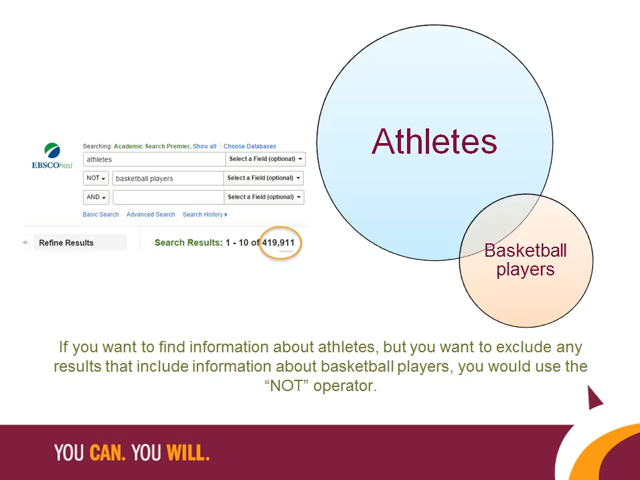 Athletes
Searching: Academic Search Premier, Show all | Choose Databases
EBSCOhost
athletes
Select a Field (optional)
NOT
basketball players
Select a Field (optional)
AND
Select a Field (optional)
Basic Search Advanced Search Search History
« Refine Results
Search Results: 1 - 10 of 419,911
Basketball
players
If you want to find information about athletes, but you want to exclude any
results that include information about basketball players, you would use the
“NOT” operator.
YOU CAN. YOU WILL.